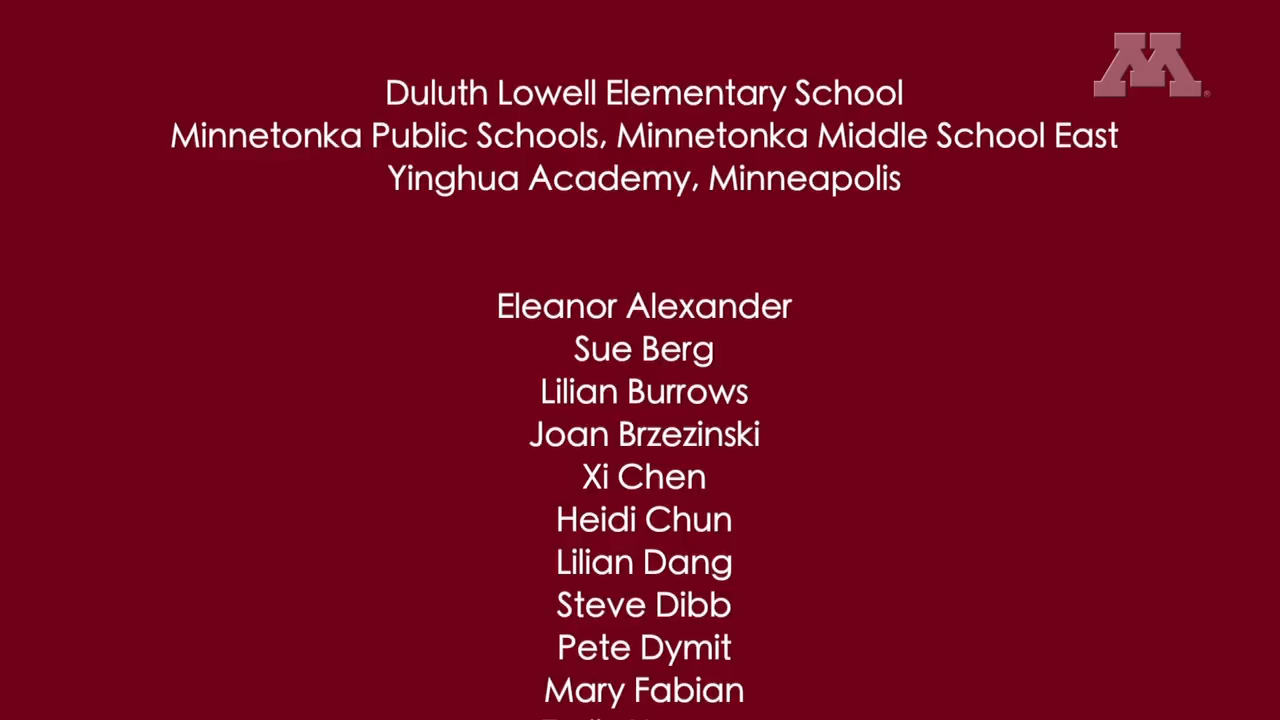 M
Duluth Lowell Elementary School
Minnetonka Public Schools, Minnetonka Middle School East
Yinghua Academy, Minneapolis
Eleanor Alexander
Sue Berg
Lilian Burrows
Joan Brzezinski
Xi Chen
Heidi Chun
Lilian Dang
Steve Dibb
Pete Dymit
Mary Fabian